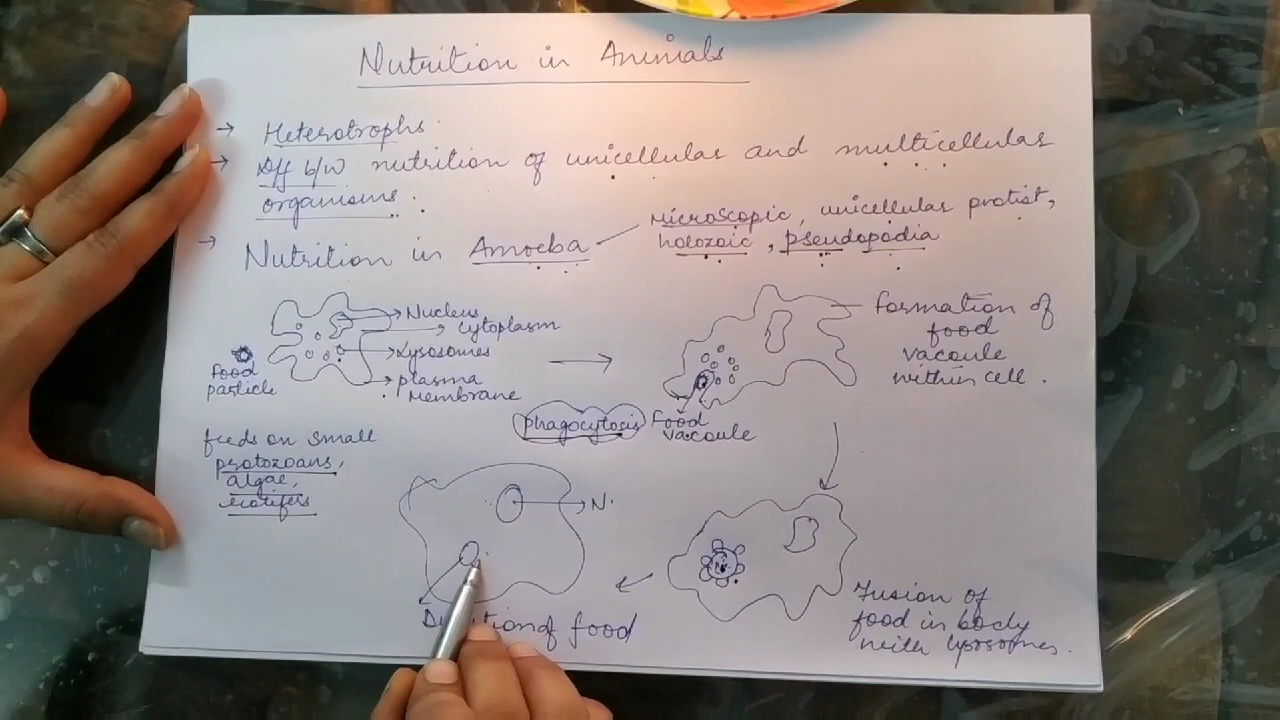 Nutrition in Animals
→ Heterotrophs.
→ Diff b/w nutrition of unicellular and multicellular
organisms.
→ Nutrition in Amoeba
Microscopic, unicellular protist,
holozoic, pseudopodia
Nucleus
cytoplasm
Lysosomes
plasma
Membrane
food
particle
Formation of
food
vacoule
within cell.
phagocytosis
Food
vacoule
feeds on small
protozoans,
algae,
rotifers
N.
of food
Fusion of
food in body
with lysosomes.